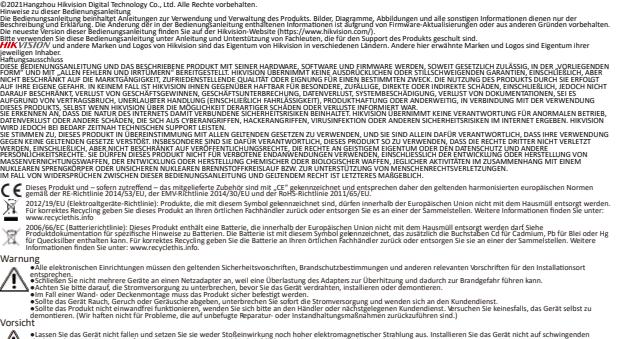 ©2021Hangzhou Hikvision Digital Technology Co., Ltd. Alle Rechte vorbehalten.
Hinweise zu dieser Bedienungsanleitung
Die Bedienungsanleitung beinhaltet Anleitungen zur Verwendung und Verwaltung des Produkts. Bilder, Diagramme, Abbildungen und alle sonstigen Informationen dienen nur der
Beschreibung und Erklärung. Die Änderung der in der Bedienungsanleitung enthaltenen Informationen ist aufgrund von Firmware-Aktualisierungen oder aus anderen Gründen vorbehalten.
Die neueste Version dieser Bedienungsanleitung finden Sie auf der Hikvision-Website (https://www.hikvision.com/).
Bitte verwenden Sie diese Bedienungsanleitung unter Anleitung und Unterstützung von Fachleuten, die für den Support des Produkts geschult sind.
HIKVISION und andere Marken und Logos von Hikvision sind das Eigentum von Hikvision in verschiedenen Ländern. Andere hier erwähnte Marken und Logos sind Eigentum ihrer
jeweiligen Inhaber.
Haftungsausschluss
DIESE BEDIENUNGSANLEITUNG UND DAS BESCHRIEBENE PRODUKT MIT SEINER HARDWARE, SOFTWARE UND FIRMWARE WERDEN, SOWEIT GESETZLICH ZULÄSSIG, IN DER „VORLIEGENDEN
FORM" UND MIT „ALLEN FEHLERN UND IRRTÜMERN" BEREITGESTELLT. HIKVISION ÜBERNIMMT KEINE AUSDRÜCKLICHEN ODER STILLSCHWEIGENDEN GARANTIEN, EINSCHLIEẞLICH, ABER
NICHT BESCHRÄNKT AUF DIE MARKTGÄNGIGKEIT, ZUFRIEDENSTELLENDE QUALITÄT ODER EIGNUNG FÜR EINEN BESTIMMTEN ZWECK. DIE NUTZUNG DES PRODUKTS DURCH SIE ERFOLGT
AUF IHRE EIGENE GEFAHR. IN KEINEM FALL IST HIKVISION IHNEN GEGENÜBER HAFTBAR FÜR BESONDERE, ZUFÄLLIGE, DIREKTE ODER INDIREKTE SCHÄDEN, EINSCHLIEẞLICH, JEDOCH NICHT
DARAUF BESCHRÄNKT, VERLUST VON GESCHÄFTSGEWINNEN, GESCHÄFTSUNTERBRECHUNG, DATENVERLUST, SYSTEMBESCHÄDIGUNG, VERLUST VON DOKUMENTATIONEN, SEI ES
AUFGRUND VON VERTRAGSBRUCH, UNERLAUBTER HANDLUNG (EINSCHLIEẞLICH FAHRLÄSSIGKEIT), PRODUKTHAFTUNG ODER ANDERWEITIG, IN VERBINDUNG MIT DER VERWENDUNG
DIESES PRODUKTS, SELBST WENN HIKVISION ÜBER DIE MÖGLICHKEIT DERARTIGER SCHÄDEN ODER VERLUSTE INFORMIERT WAR.
SIE ERKENNEN AN, DASS DIE NATUR DES INTERNETS DAMIT VERBUNDENE SICHERHEITSRISIKEN BEINHALTET. HIKVISION ÜBERNIMMT KEINE VERANTWORTUNG FÜR ANORMALEN BETRIEB,
DATENVERLUST ODER ANDERE SCHÄDEN, DIE SICH AUS CYBERANGRIFFEN, HACKERANGRIFFEN, VIRUSINFEKTION ODER ANDEREN SICHERHEITSRISIKEN IM INTERNET ERGEBEN. HIKVISION
WIRD JEDOCH BEI BEDARF ZEITNAH TECHNISCHEN SUPPORT LEISTEN.
SIE STIMMEN ZU, DIESES PRODUKT IN ÜBEREINSTIMMUNG MIT ALLEN GELTENDEN GESETZEN ZU VERWENDEN, UND SIE SIND ALLEIN DAFÜR VERANTWORTLICH, DASS IHRE VERWENDUNG
GEGEN KEINE GELTENDEN GESETZE VERSTÖẞT. INSBESONDERE SIND SIE DAFÜR VERANTWORTLICH, DIESES PRODUKT SO ZU VERWENDEN, DASS DIE RECHTE DRITTER NICHT VERLETZT
WERDEN, EINSCHLIEẞLICH, ABER NICHT BESCHRÄNKT AUF VERÖFFENTLICHUNGSRECHTE, DIE RECHTE AN GEISTIGEM EIGENTUM ODER DEN DATENSCHUTZ UND ANDERE
PERSÖNLICHKEITSRECHTE. SIE DÜRFEN DIESES PRODUKT NICHT FÜR VERBOTENE ENDANWENDUNGEN VERWENDEN, EINSCHLIESSLICH DER ENTWICKLUNG ODER HERSTELLUNG VON
MASSENVERNICHTUNGSWAFFEN, DER ENTWICKLUNG ODER HERSTELLUNG CHEMISCHER ODER BIOLOGISCHER WAFFEN, JEGLICHER AKTIVITÄTEN IM ZUSAMMENHANG MIT EINEM
NUKLEAREN SPRENGKÖRPER ODER UNSICHEREN NUKLEAREN BRENNSTOFFKREISLAUF BZW. ZUR UNTERSTÜTZUNG VON MENSCHENRECHTSVERLETZUNGEN.
IM FALL VON WIDERSPRÜCHEN ZWISCHEN DIESER BEDIENUNGSANLEITUNG UND GELTENDEM RECHT IST LETZTERES MAẞGEBLICH.
CE Dieses Produkt und – sofern zutreffend – das mitgelieferte Zubehör sind mit „CE" gekennzeichnet und entsprechen daher den geltenden harmonisierten europäischen Normen
gemäß der RE-Richtlinie 2014/53/EU, der EMV-Richtlinie 2014/30/EU und der RoHS-Richtlinie 2011/65/EU.
2012/19/EU (Elektroaltgeräte-Richtlinie): Produkte, die mit diesem Symbol gekennzeichnet sind, dürfen innerhalb der Europäischen Union nicht mit dem Hausmüll entsorgt werden.
Für korrektes Recycling geben Sie dieses Produkt an Ihren örtlichen Fachhändler zurück oder entsorgen Sie es an einer der Sammelstellen. Weitere Informationen finden Sie unter:
www.recyclethis.info
2006/66/EC (Batterierichtlinie): Dieses Produkt enthält eine Batterie, die innerhalb der Europäischen Union nicht mit dem Hausmüll entsorgt werden darf Siehe
Produktdokumentation für spezifische Hinweise zu Batterien. Die Batterie ist mit diesem Symbol gekennzeichnet, das zusätzlich die Buchstaben Cd für Cadmium, Pb für Blei oder Hg
für Quecksilber enthalten kann. Für korrektes Recycling geben Sie die Batterie an Ihren örtlichen Fachhändler zurück oder entsorgen Sie sie an einer der Sammelstellen. Weitere
Informationen finden Sie unter: www.recyclethis.info.
Warnung
●Alle elektronischen Einrichtungen müssen den geltenden Sicherheitsvorschriften, Brandschutzbestimmungen und anderen relevanten Vorschriften für den Installationsort
entsprechen.
●Schließen Sie nicht mehrere Geräte an einen Netzadapter an, weil eine Überlastung des Adapters zur Überhitzung und dadurch zur Brandgefahr führen kann.
●Achten Sie bitte darauf, die Stromversorgung zu unterbrechen, bevor Sie das Gerät verdrahten, installieren oder demontieren.
●Im Fall einer Wand- oder Deckenmontage muss das Produkt sicher befestigt werden.
●Sollte das Gerät Rauch, Geruch oder Geräusche abgeben, unterbrechen Sie sofort die Stromversorgung und wenden sich an den Kundendienst.
●Sollte das Produkt nicht einwandfrei funktionieren, wenden Sie sich bitte an den Händler oder nächstgelegenen Kundendienst. Versuchen Sie keinesfalls, das Gerät selbst zu
demontieren. (Wir haften nicht für Probleme, die auf unbefugte Reparatur- oder Instandhaltungsmaßnahmen zurückzuführen sind.)
Vorsicht
●Lassen Sie das Gerät nicht fallen und setzen Sie sie weder Stoßeinwirkung noch hoher elektromagnetischer Strahlung aus. Installieren Sie das Gerät nicht auf schwingenden